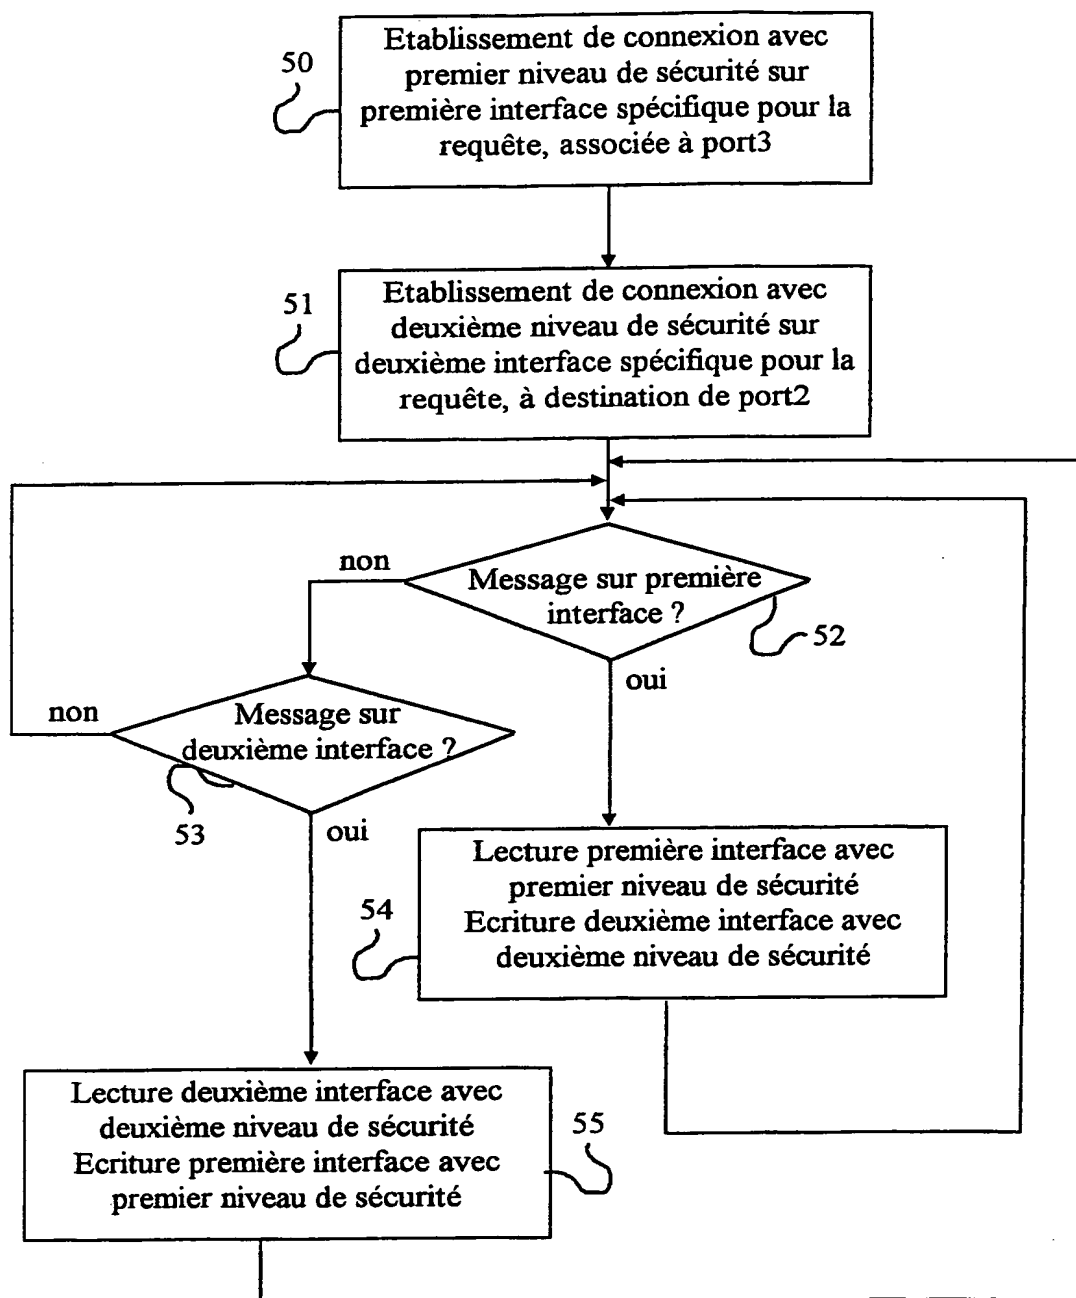 50
Etablissement de connexion avec
premier niveau de sécurité sur
première interface spécifique pour la
requête, associée à port3
51
Etablissement de connexion avec
deuxième niveau de sécurité sur
deuxième interface spécifique pour la
requête, à destination de port2
non
Message sur première
interface ?
52
oui
non
Message sur
deuxième interface ?
53
oui
54
Lecture première interface avec
premier niveau de sécurité
Ecriture deuxième interface avec
deuxième niveau de sécurité
Lecture deuxième interface avec
deuxième niveau de sécurité
Ecriture première interface avec
premier niveau de sécurité
55